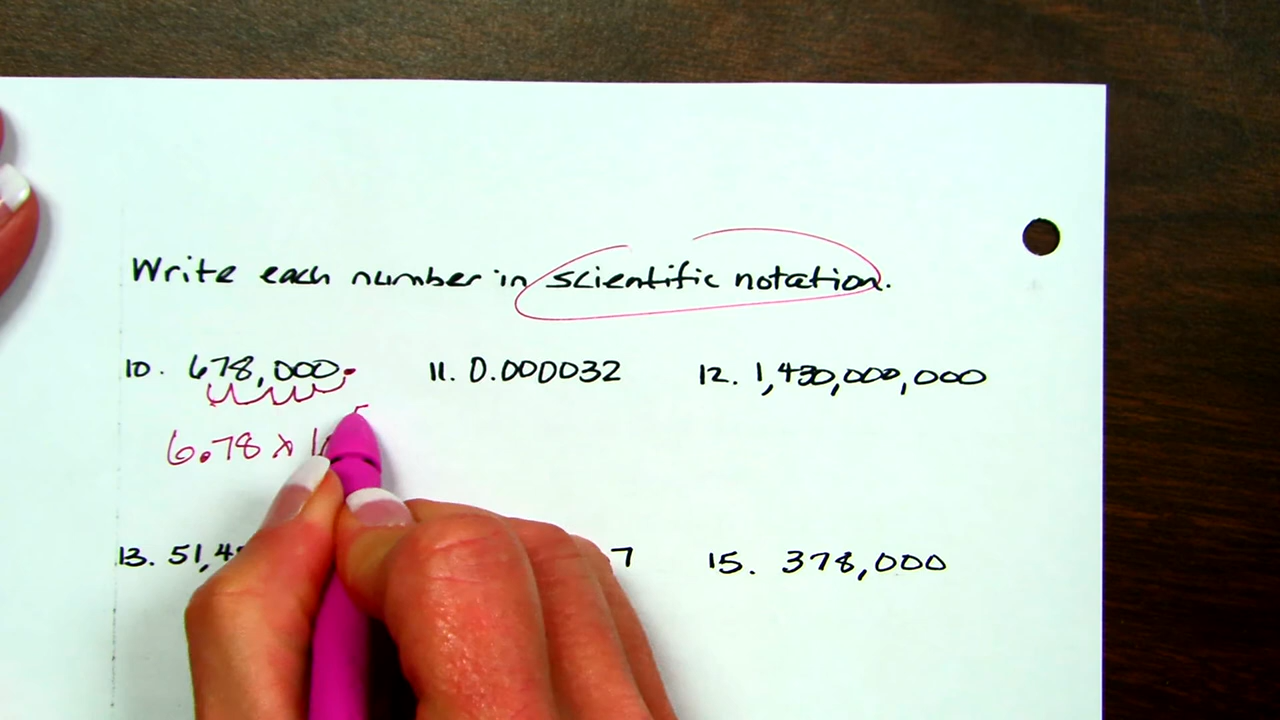 Write each number in scientific notation.
10. 678,000. 11. 0.000032 12. 1,430,000,000
6.78 x
13. 51,4 .7 15. 378,000